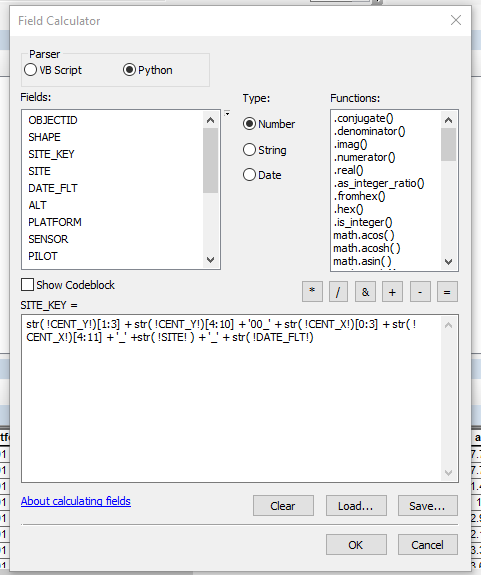 Field Calculator
Parser
VB Script Python
Fields: Type: Functions:
OBJECTID
SHAPE
SITE_KEY
SITE
DATE_FLT
ALT
PLATFORM
SENSOR
PILOT
Number
String
Date
.conjugate()
.denominator()
.imag()
.numerator()
.real()
.as_integer_ratio()
.fromhex()
.hex()
.is_integer()
math.acos( )
math.acosh( )
math.asin( )
Show Codeblock
* / & + - =
SITE_KEY =
str( !CENT_Y!)[1:3] + str( !CENT_Y!)[4:10] + '00_' + str( !CENT_X!)[0:3] + str( !
CENT_X!)[4:11] + '_' +str( !SITE! ) + '_' + str( !DATE_FLT!)
About calculating fields
Clear Load... Save...
OK Cancel